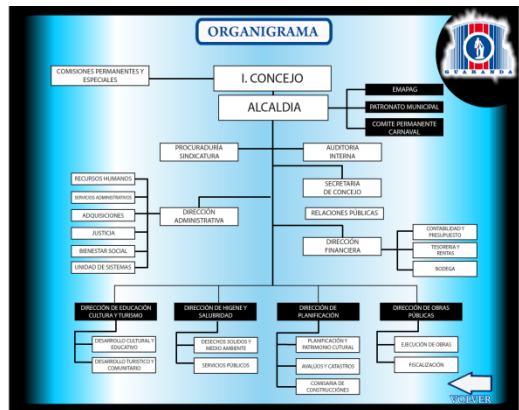 ORGANIGRAMA
GUARANDA
COMISIONES PERMANENTES Y
ESPECIALES
I. CONCEJO
ALCALDIA
EMAPAG
PATRONATO MUNICIPAL
COMITE PERMANENTE
CARNAVAL
PROCURADURÍA
SINDICATURA
AUDITORIA
INTERNA
RECURSOS HUMANOS
SERVICIOS ADMINISTRATIVOS
ADQUISICIONES
JUSTICIA
BIENESTAR SOCIAL
UNIDAD DE SISTEMAS
DIRECCIÓN
ADMINISTRATIVA
SECRETARIA
DE CONCEJO
RELACIONES PÚBLICAS
DIRECCIÓN
FINANCIERA
CONTABILIDAD Y
PRESUPUESTO
TESORERIA Y
RENTAS
BODEGA
DIRECCIÓN DE EDUCACIÓN
CULTURA Y TURISMO
DESARROLLO CULTURAL Y
EDUCATIVO
DESARROLLO TURISTICO Y
COMUNITARIO
DIRECCIÓN DE HIGENE Y
SALUBRIDAD
DESECHOS SOLIDOS Y
MEDIO AMBIENTE
SERVICIOS PÚBLICOS
DIRECCIÓN DE
PLANIFICACIÓN
PLANIFICACIÓN Y
PATRIMONIO CUTURAL
AVALÚOS Y CATASTROS
COMISARIA DE
CONSTRUCCIÓNES
DIRECCIÓN DE OBRAS
PÚBLICAS
EJECUCIÓN DE OBRAS
FISCALIZACIÓN
VOLVER